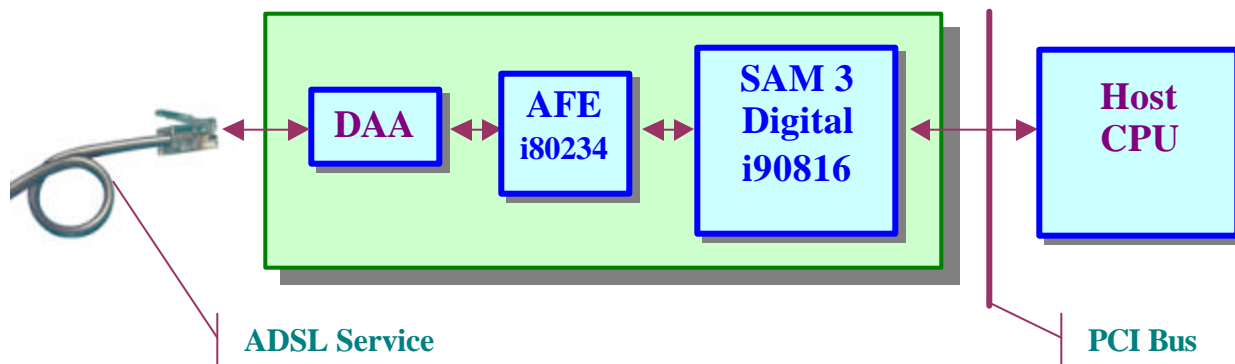 DAA
AFE
i80234
SAM 3
Digital
i90816
Host
CPU
ADSL Service
PCI Bus